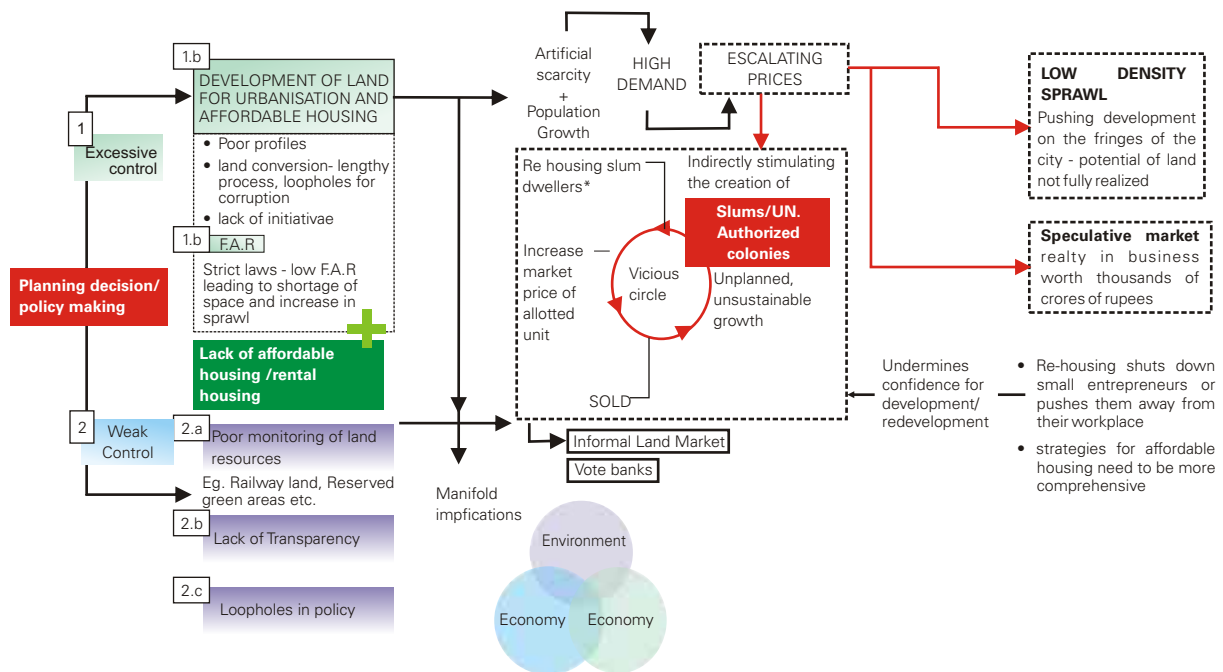 1.b
DEVELOPMENT OF LAND
FOR URBANISATION AND
AFFORDABLE HOUSING
1
Excessive
control
• Poor profiles
• land conversion- lengthy
process, loopholes for
corruption
• lack of initiativae
1.b
F.A.R
Strict laws - low F.A.R
leading to shortage of
space and increase in
sprawl
Planning decision/
policy making
Lack of affordable
housing /rental
housing
2
Weak
Control
2.a
Poor monitoring of land
resources
Eg. Railway land, Reserved
green areas etc.
2.b
Lack of Transparency
2.c
Loopholes in policy
Artificial
scarcity
+
Population
Growth
HIGH
DEMAND
ESCALATING
PRICES
Re housing slum
dwellers*
Indirectly stimulating
the creation of
Slums/UN.
Authorized
colonies
Increase
market
price of
allotted
unit
Vicious
circle
Unplanned,
unsustainable
growth
SOLD
Informal Land Market
Vote banks
Manifold
impfications
Environment
Economy
Economy
LOW DENSITY
SPRAWL
Pushing development
on the fringes of the
city - potential of land
not fully realized
Speculative market
realty in business
worth thousands of
crores of rupees
Undermines
confidence for
development/
redevelopment
• Re-housing shuts down
small entrepreneurs or
pushes them away from
their workplace
• strategies for affordable
housing need to be more
comprehensive